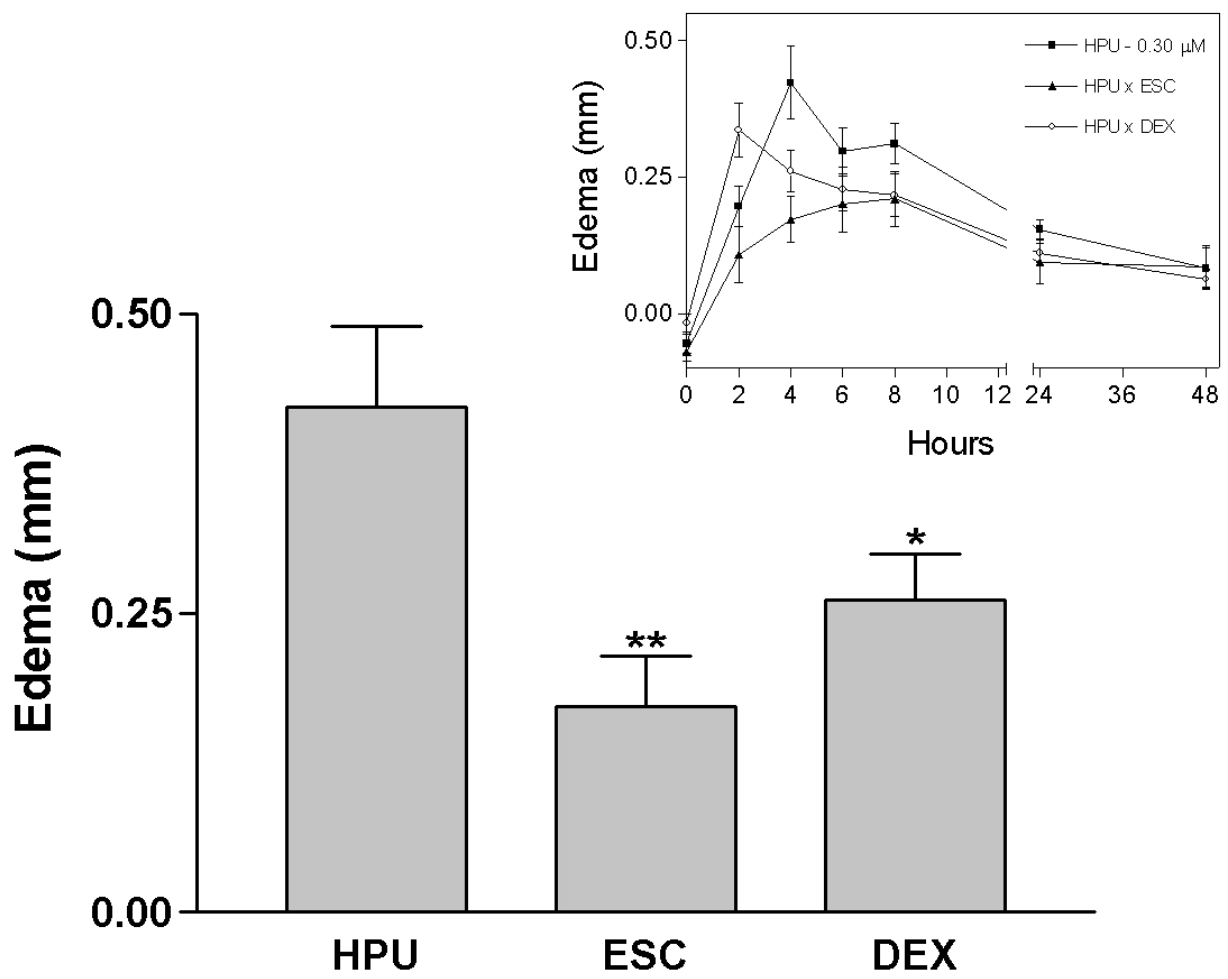 0.50
0.25
0.00
Edema (mm)
HPU - 0.30 μM
HPU x ESC
HPU x DEX
0 2 4 6 8 10 12 24 36 48
Hours
0.50
0.25
0.00
Edema (mm)
**
*
HPU ESC DEX